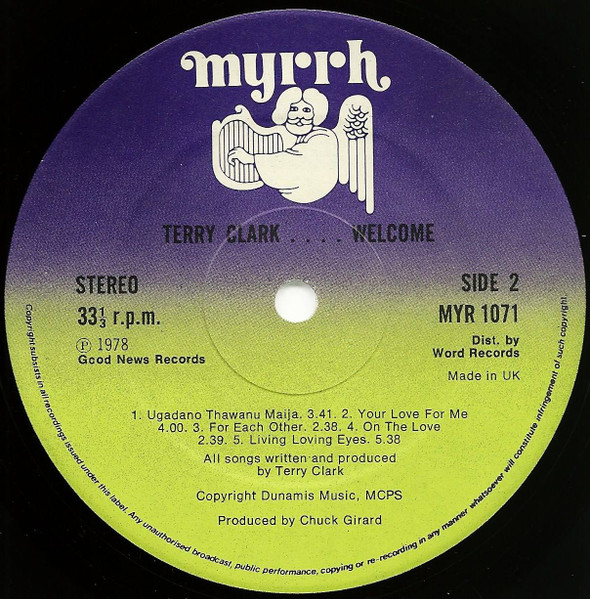 myrrh
TERRY CLARK . . . . WELCOME
STEREO
SIDE 2
33⅓ r.p.m.
MYR 1071
Ⓟ 1978
Good News Records
Dist. by
Word Records
Made in UK
1. Ugadano Thawanu Maija. 3.41. 2. Your Love For Me
4.00. 3. For Each Other. 2.38. 4. On The Love
2.39. 5. Living Loving Eyes. 5.38
All songs written and produced
by Terry Clark
Copyright Dunamis Music, MCPS
Produced by Chuck Girard
Copyright subsists in all recordings issued under this label. Any unauthorised broadcast, public performance, copying or re-recording in any manner whatsoever will constitute infringement of such copyright.